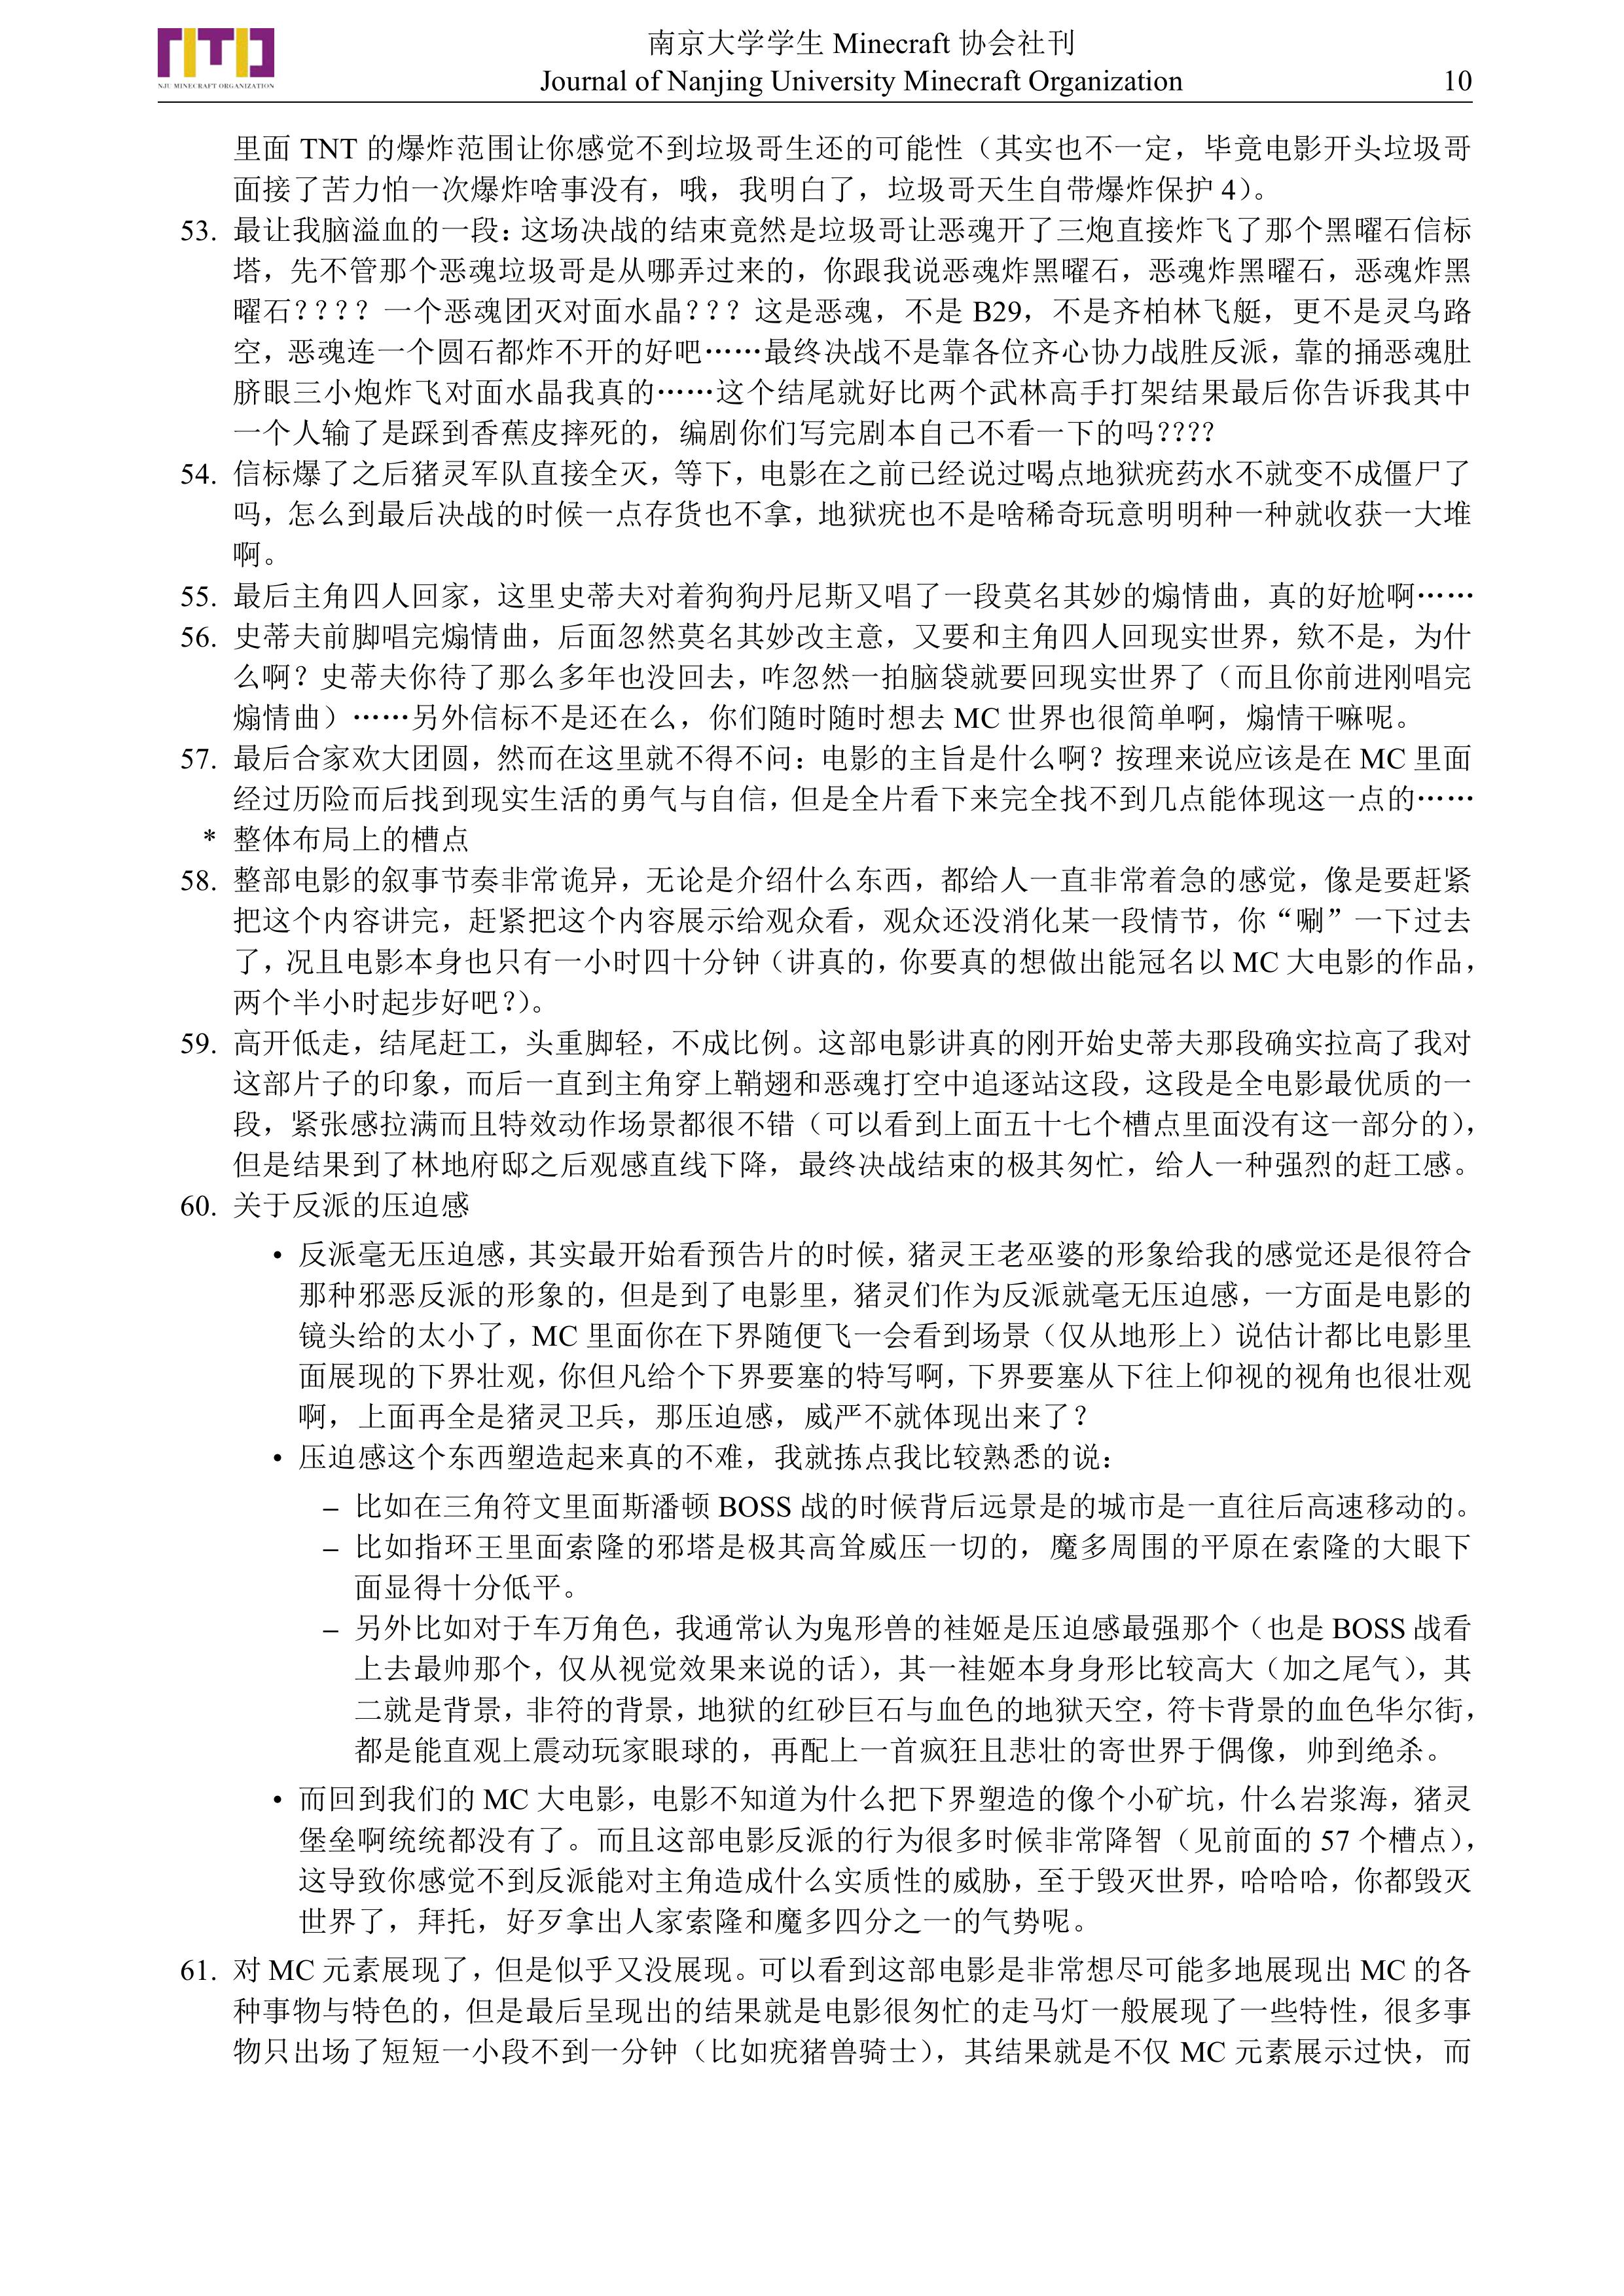 南京大学学生 Minecraft 协会社刊
NJU MINECRAFT ORGANIZATION
Journal of Nanjing University Minecraft Organization
10
里面 TNT 的爆炸范围让你感觉不到垃圾哥生还的可能性（其实也不一定，毕竟电影开头垃圾哥
面接了苦力怕一次爆炸啥事没有，哦，我明白了，垃圾哥天生自带爆炸保护 4）。
53. 最让我脑溢血的一段：这场决战的结束竟然是垃圾哥让恶魂开了三炮直接炸飞了那个黑曜石信标
塔，先不管那个恶魂垃圾哥是从哪弄过来的，你跟我说恶魂炸黑曜石，恶魂炸黑曜石，恶魂炸黑
曜石？？？？一个恶魂团灭对面水晶？？？这是恶魂，不是 B29，不是齐柏林飞艇，更不是灵乌路
空，恶魂连一个圆石都炸不开的好吧……最终决战不是靠各位齐心协力战胜反派，靠的捅恶魂肚
脐眼三小炮炸飞对面水晶我真的……这个结尾就好比两个武林高手打架结果最后你告诉我其中
一个人输了是踩到香蕉皮摔死的，编剧你们写完剧本自己不看一下的吗？？？？
54. 信标爆了之后猪灵军队直接全灭，等下，电影在之前已经说过喝点地狱疣药水不就变不成僵尸了
吗，怎么到最后决战的时候一点存货也不拿，地狱疣也不是啥稀奇玩意明明种一种就收获一大堆
啊。
55. 最后主角四人回家，这里史蒂夫对着狗狗丹尼斯又唱了一段莫名其妙的煽情曲，真的好尬啊……
56. 史蒂夫前脚唱完煽情曲，后面忽然莫名其妙改主意，又要和主角四人回现实世界，欸不是，为什
么啊？史蒂夫你待了那么多年也没回去，咋忽然一拍脑袋就要回现实世界了（而且你前进刚唱完
煽情曲）……另外信标不是还在么，你们随时随时想去 MC 世界也很简单啊，煽情干嘛呢。
57. 最后合家欢大团圆，然而在这里就不得不问：电影的主旨是什么啊？按理来说应该是在 MC 里面
经过历险而后找到现实生活的勇气与自信，但是全片看下来完全找不到几点能体现这一点的……
* 整体布局上的槽点
58. 整部电影的叙事节奏非常诡异，无论是介绍什么东西，都给人一直非常着急的感觉，像是要赶紧
把这个内容讲完，赶紧把这个内容展示给观众看，观众还没消化某一段情节，你“唰”一下过去
了，况且电影本身也只有一小时四十分钟（讲真的，你要真的想做出能冠名以 MC 大电影的作品，
两个半小时起步好吧？）。
59. 高开低走，结尾赶工，头重脚轻，不成比例。这部电影讲真的刚开始史蒂夫那段确实拉高了我对
这部片子的印象，而后一直到主角穿上鞘翅和恶魂打空中追逐站这段，这段是全电影最优质的一
段，紧张感拉满而且特效动作场景都很不错（可以看到上面五十七个槽点里面没有这一部分的），
但是结果到了林地府邸之后观感直线下降，最终决战结束的极其匆忙，给人一种强烈的赶工感。
60. 关于反派的压迫感
• 反派毫无压迫感，其实最开始看预告片的时候，猪灵王老巫婆的形象给我的感觉还是很符合
那种邪恶反派的形象的，但是到了电影里，猪灵们作为反派就毫无压迫感，一方面是电影的
镜头给的太小了，MC 里面你在下界随便飞一会看到场景（仅从地形上）说估计都比电影里
面展现的下界壮观，你但凡给个下界要塞的特写啊，下界要塞从下往上仰视的视角也很壮观
啊，上面再全是猪灵卫兵，那压迫感，威严不就体现出来了？
• 压迫感这个东西塑造起来真的不难，我就拣点我比较熟悉的说：
– 比如在三角符文里面斯潘顿 BOSS 战的时候背后远景是的城市是一直往后高速移动的。
– 比如指环王里面索隆的邪塔是极其高耸威压一切的，魔多周围的平原在索隆的大眼下
面显得十分低平。
– 另外比如对于车万角色，我通常认为鬼形兽的袿姬是压迫感最强那个（也是 BOSS 战看
上去最帅那个，仅从视觉效果来说的话），其一袿姬本身身形比较高大（加之尾气），其
二就是背景，非符的背景，地狱的红砂巨石与血色的地狱天空，符卡背景的血色华尔街，
都是能直观上震动玩家眼球的，再配上一首疯狂且悲壮的寄世界于偶像，帅到绝杀。
• 而回到我们的 MC 大电影，电影不知道为什么把下界塑造的像个小矿坑，什么岩浆海，猪灵
堡垒啊统统都没有了。而且这部电影反派的行为很多时候非常降智（见前面的 57 个槽点），
这导致你感觉不到反派能对主角造成什么实质性的威胁，至于毁灭世界，哈哈哈，你都毁灭
世界了，拜托，好歹拿出人家索隆和魔多四分之一的气势呢。
61. 对 MC 元素展现了，但是似乎又没展现。可以看到这部电影是非常想尽可能多地展现出 MC 的各
种事物与特色的，但是最后呈现出的结果就是电影很匆忙的走马灯一般展现了一些特性，很多事
物只出场了短短一小段不到一分钟（比如疣猪兽骑士），其结果就是不仅 MC 元素展示过快，而